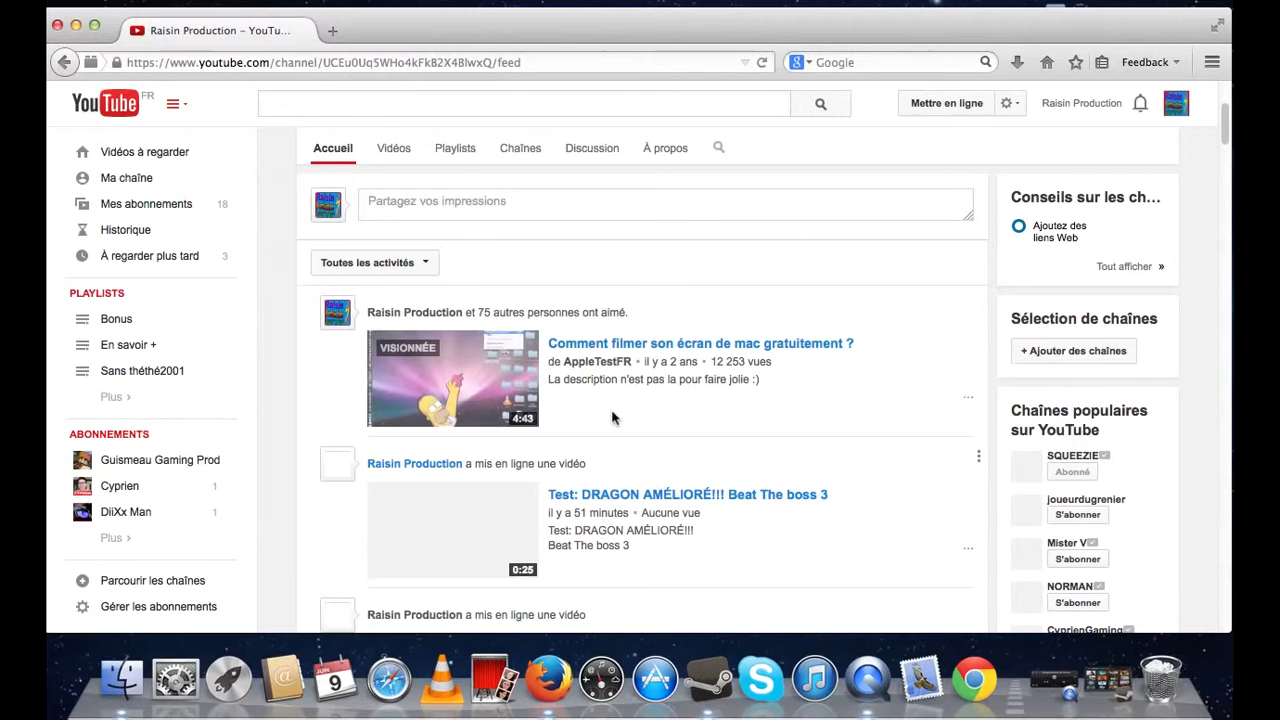 Raisin Production – YouTu...
https://www.youtube.com/channel/UCEu0Uq5WHo4kFkB2X4BlwxQ/feed
Google
Feedback
YouTube FR
Mettre en ligne
Raisin Production
Vidéos à regarder
Ma chaîne
Mes abonnements 18
Historique
À regarder plus tard 3
PLAYLISTS
Bonus
En savoir +
Sans théthé2001
Plus ›
ABONNEMENTS
Guismeau Gaming Prod
Cyprien 1
DiiXx Man 1
Plus ›
Parcourir les chaînes
Gérer les abonnements
Accueil Vidéos Playlists Chaînes Discussion À propos
Partagez vos impressions
Toutes les activités
Raisin Production et 75 autres personnes ont aimé.
VISIONNÉE
4:43
Comment filmer son écran de mac gratuitement ?
de AppleTestFR • il y a 2 ans • 12 253 vues
La description n'est pas la pour faire jolie :)
...
Raisin Production a mis en ligne une vidéo
0:25
Test: DRAGON AMÉLIORÉ!!! Beat The boss 3
il y a 51 minutes • Aucune vue
Test: DRAGON AMÉLIORÉ!!!
Beat The boss 3
...
Raisin Production a mis en ligne une vidéo
Conseils sur les ch...
Ajoutez des
liens Web
Tout afficher »
Sélection de chaînes
+ Ajouter des chaînes
Chaînes populaires
sur YouTube
SQUEEZIE
Abonné
joueurdugrenier
S'abonner
Mister V
S'abonner
NORMAN
S'abonner
CyprienGaming
JUIN
9